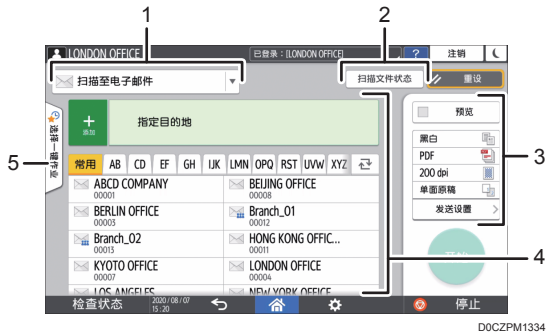 1
2
LONDON OFFICE
已登录：[LONDON OFFICE]
?
注销
扫描至电子邮件
扫描文件状态
重设
选择一键作业
添加
指定目的地
预览
常用 AB CD EF GH IJK LMN OPQ RST UVW XYZ
黑白
PDF
200 dpi
单面原稿
发送设置
3
5
ABCD COMPANY
00001
BEIJING OFFICE
00008
BERLIN OFFICE
00003
Branch_01
00012
Branch_02
00013
HONG KONG OFFIC...
00011
KYOTO OFFICE
00007
LONDON OFFICE
00004
LOS ANGELES
NEW YORK OFFICE
4
检查状态
2020 / 08 / 07
15 : 20
停止
D0CZPM1334